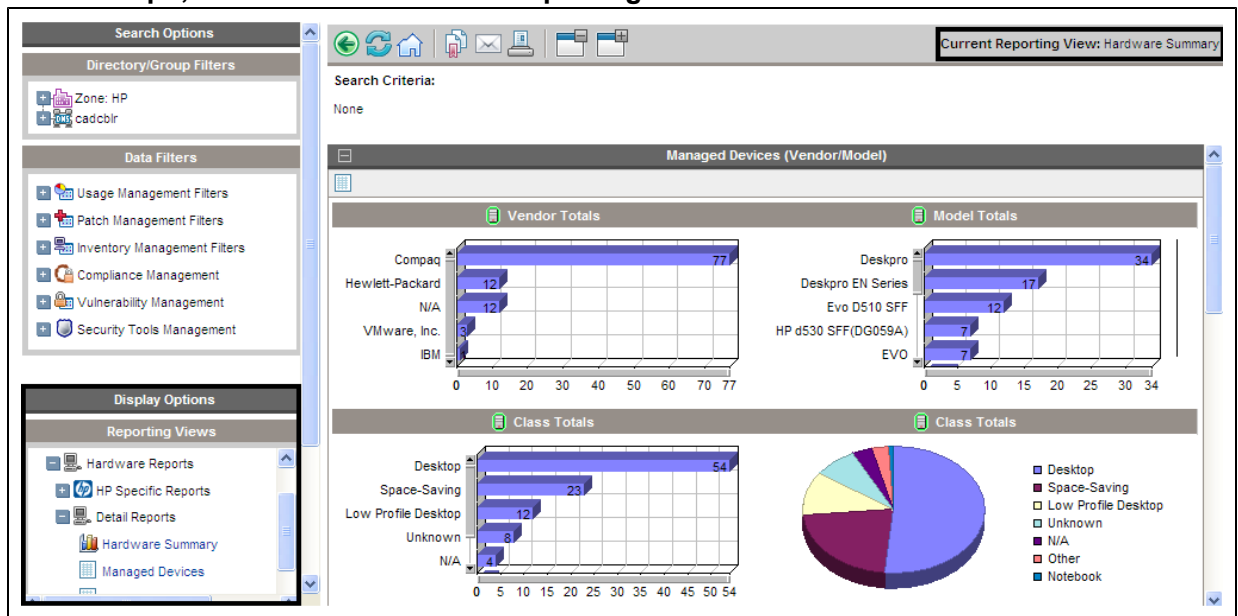 Search Options
Directory/Group Filters
Zone: HP
cadcblr
Data Filters
Usage Management Filters
Patch Management Filters
Inventory Management Filters
Compliance Management
Vulnerability Management
Security Tools Management
Display Options
Reporting Views
Hardware Reports
HP Specific Reports
Detail Reports
Hardware Summary
Managed Devices
Current Reporting View: Hardware Summary
Search Criteria:
None
Managed Devices (Vendor/Model)
Vendor Totals
Compaq 77
Hewlett-Packard 12
N/A 12
VMware, Inc. 3
IBM
0 10 20 30 40 50 60 70 77
Model Totals
Deskpro 34
Deskpro EN Series 17
Evo D510 SFF 12
HP d530 SFF(DG059A) 7
EVO 7
0 5 10 15 20 25 30 34
Class Totals
Desktop 54
Space-Saving 23
Low Profile Desktop 12
Unknown 8
N/A 4
0 5 10 15 20 25 30 35 40 45 50 54
Class Totals
Desktop
Space-Saving
Low Profile Desktop
Unknown
N/A
Other
Notebook